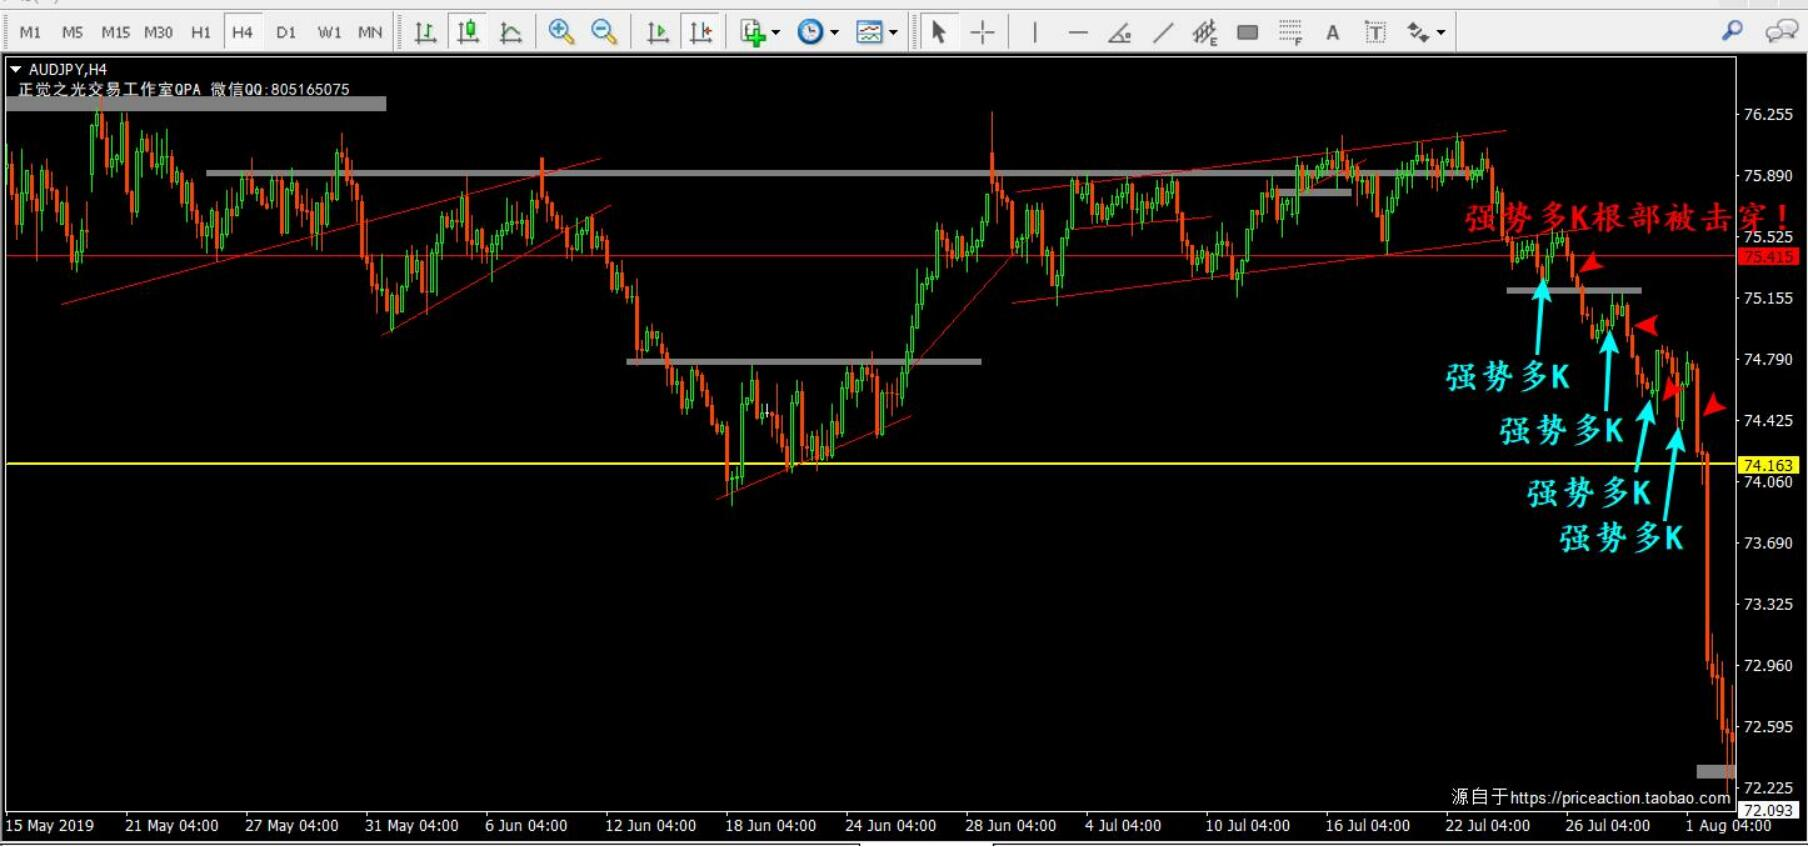 M1 M5 M15 M30 H1 H4 D1 W1 MN
AUDJPY,H4
正觉之光交易工作室QPA 微信QQ:805165075
76.255
75.890
强势多K根部被击穿!
75.525
75.415
75.155
74.790
强势多K
74.425
强势多K
74.163
74.060
强势多K
强势多K
73.690
73.325
72.960
72.595
72.225
源自于https://priceaction.taobao.com
72.093
15 May 2019 21 May 04:00 27 May 04:00 31 May 04:00 6 Jun 04:00 12 Jun 04:00 18 Jun 04:00 24 Jun 04:00 28 Jun 04:00 4 Jul 04:00 10 Jul 04:00 16 Jul 04:00 22 Jul 04:00 26 Jul 04:00 1 Aug 04:00